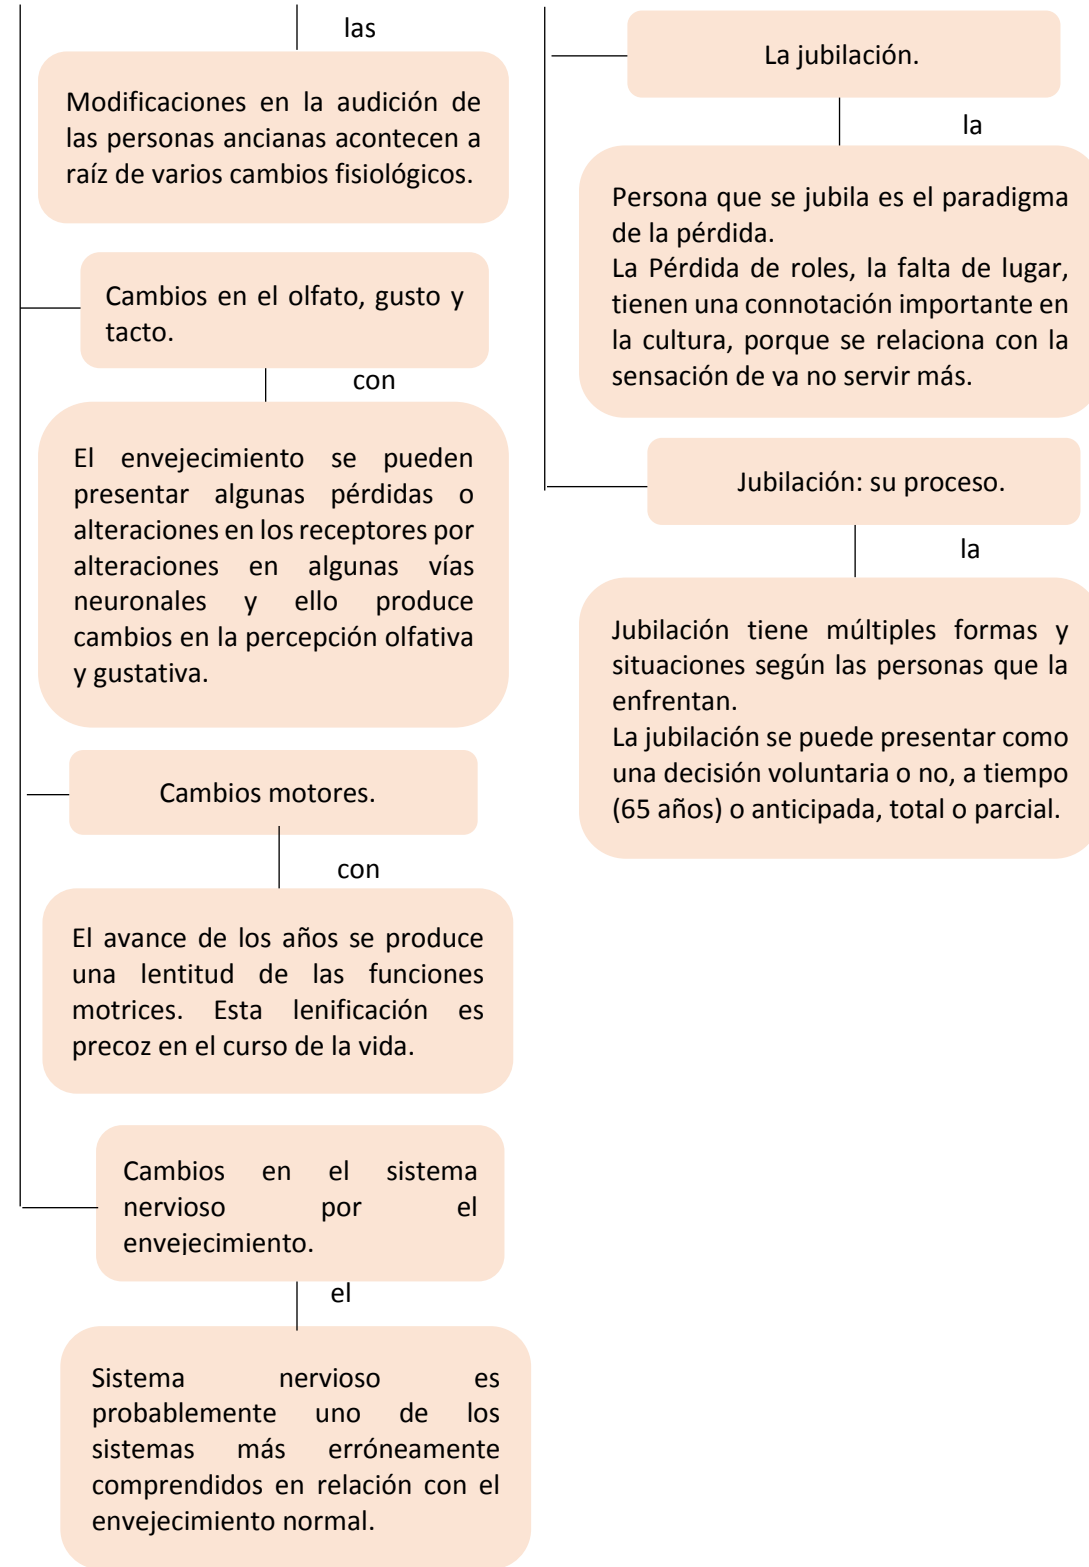 las
Modificaciones en la audición de
las personas ancianas acontecen a
raíz de varios cambios fisiológicos.
Cambios en el olfato, gusto y
tacto.
con
El envejecimiento se pueden
presentar algunas pérdidas o
alteraciones en los receptores por
alteraciones en algunas vías
neuronales y ello produce
cambios en la percepción olfativa
y gustativa.
Cambios motores.
con
El avance de los años se produce
una lentitud de las funciones
motrices. Esta lenificación es
precoz en el curso de la vida.
Cambios en el sistema
nervioso por el
envejecimiento.
el
Sistema nervioso es
probablemente uno de los
sistemas más erróneamente
comprendidos en relación con el
envejecimiento normal.
La jubilación.
la
Persona que se jubila es el paradigma
de la pérdida.
La Pérdida de roles, la falta de lugar,
tienen una connotación importante en
la cultura, porque se relaciona con la
sensación de ya no servir más.
Jubilación: su proceso.
la
Jubilación tiene múltiples formas y
situaciones según las personas que la
enfrentan.
La jubilación se puede presentar como
una decisión voluntaria o no, a tiempo
(65 años) o anticipada, total o parcial.